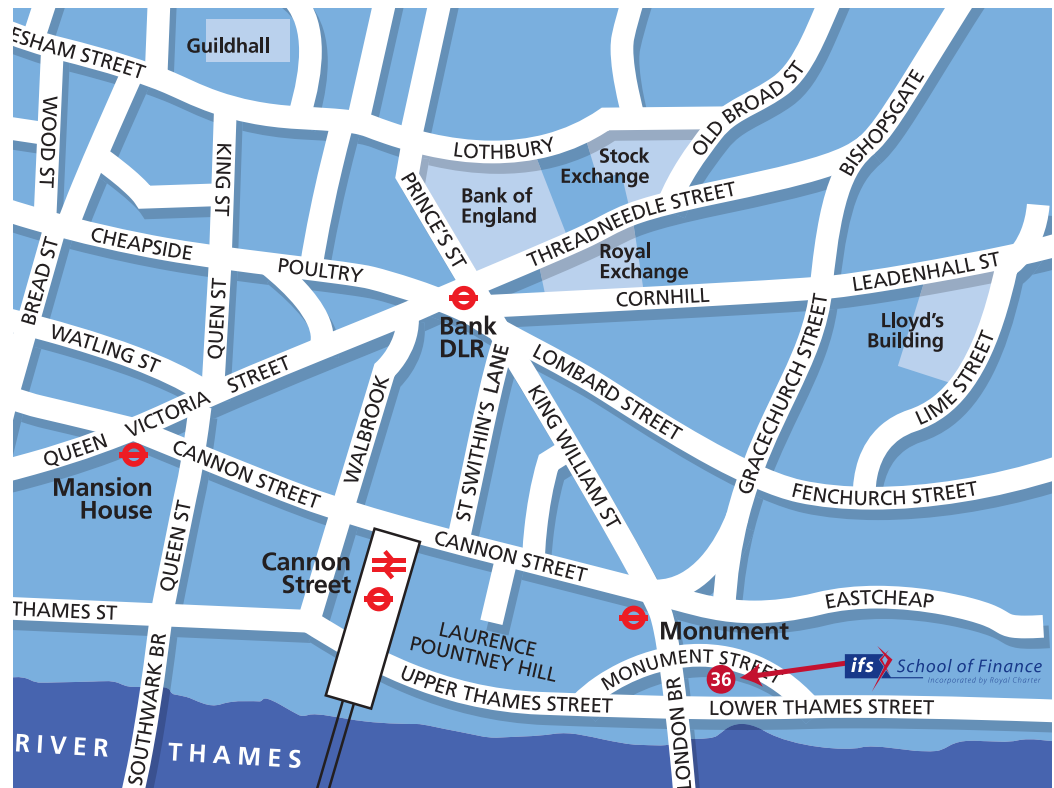 ESHAM STREET
Guildhall
WOOD ST
KING ST
LOTHBURY
Stock
Exchange
OLD BROAD ST
BISHOPSGATE
PRINCE'S ST
Bank of
England
THREADNEEDLE STREET
Royal
Exchange
CHEAPSIDE
POULTRY
CORNHILL
LEADENHALL ST
BREAD ST
QUEN ST
Bank
DLR
Lloyd's
Building
WATLING ST
QUEEN VICTORIA STREET
WALBROOK
ST SWITHIN'S LANE
LOMBARD STREET
KING WILLIAM ST
GRACECHURCH STREET
LIME STREET
Mansion
House
CANNON STREET
FENCHURCH STREET
QUEEN ST
Cannon
Street
CANNON STREET
EASTCHEAP
THAMES ST
LAURENCE
POUNTNEY HILL
Monument
MONUMENT STREET
36
ifs School of Finance
Incorporated by Royal Charter
UPPER THAMES STREET
LOWER THAMES STREET
SOUTHWARK BR
LONDON BR
RIVER THAMES